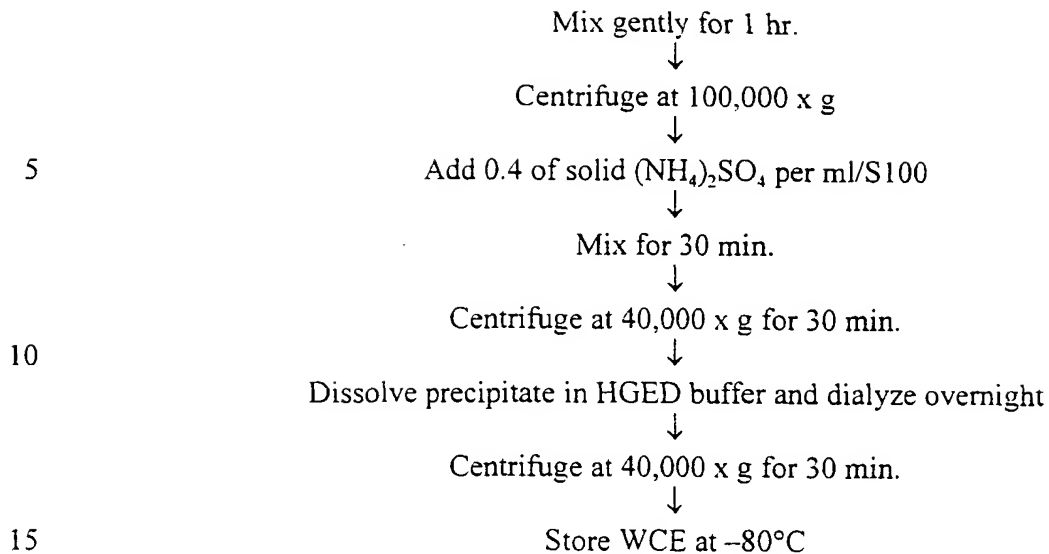 Mix gently for 1 hr.
↓
Centrifuge at 100,000 x g
↓
5 Add 0.4 of solid (NH₄)₂SO₄ per ml/S100
↓
Mix for 30 min.
↓
Centrifuge at 40,000 x g for 30 min.
10 ↓
Dissolve precipitate in HGED buffer and dialyze overnight
↓
Centrifuge at 40,000 x g for 30 min.
↓
15 Store WCE at –80°C